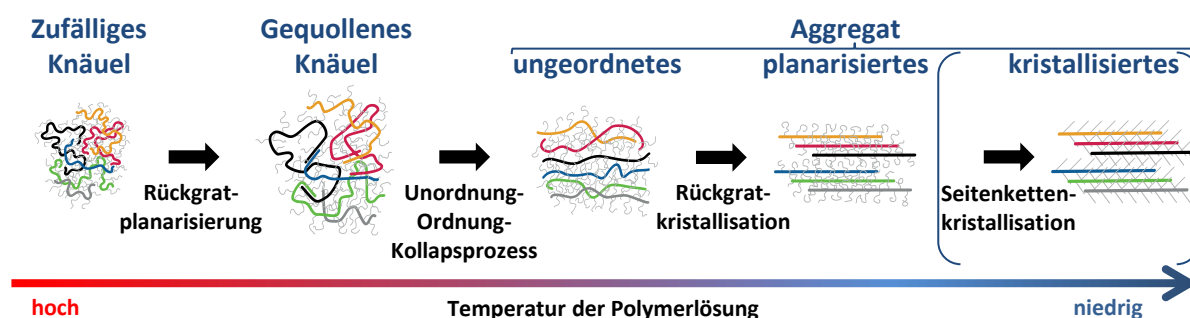 Zufälliges
Knäuel
Gequollenes
Knäuel
Aggregat
ungeordnetes
planarisiertes
kristallisiertes
Rückgrat-
planarisierung
Unordnung-
Ordnung-
Kollapsprozess
Rückgrat-
kristallisation
Seitenketten-
kristallisation
hoch
Temperatur der Polymerlösung
niedrig